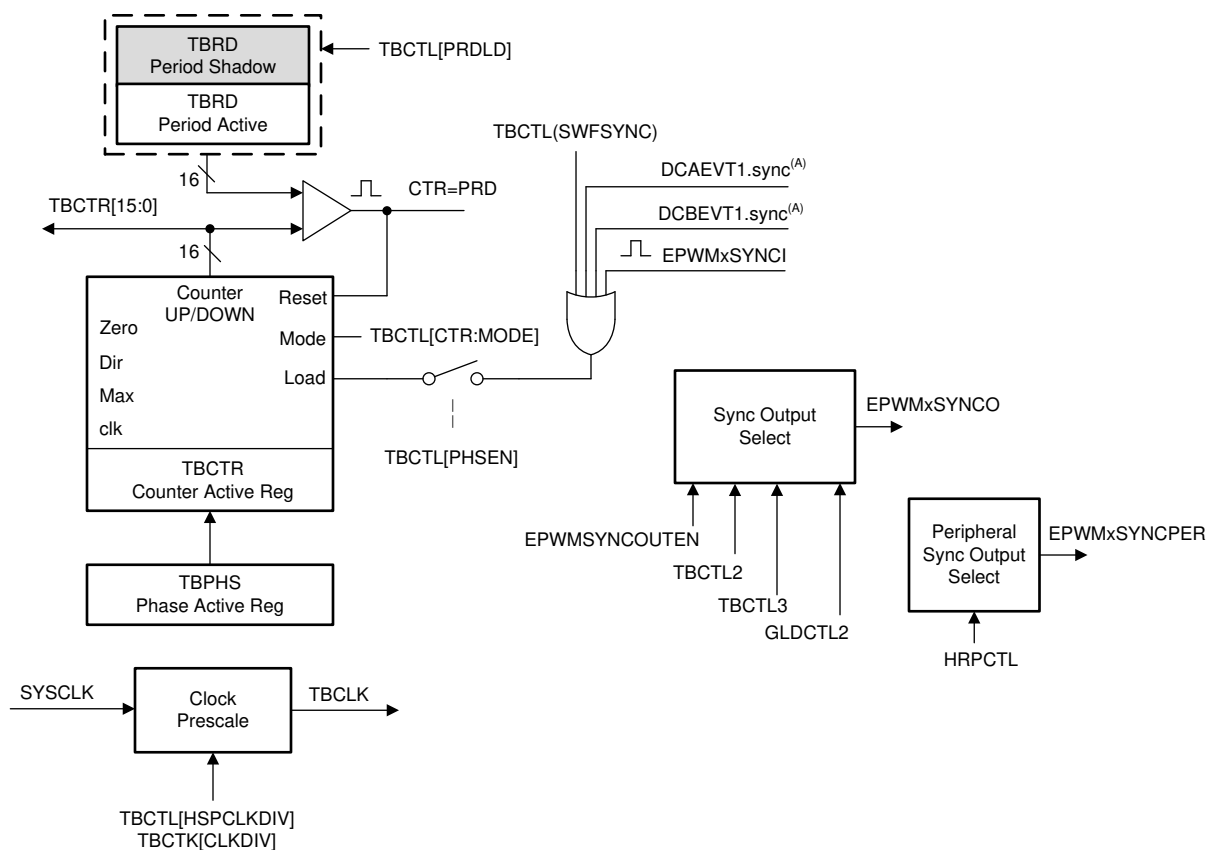 TBRD
Period Shadow
TBCTL[PRDLD]
TBRD
Period Active
16
CTR=PRD
TBCTR[15:0]
16
TBCTL(SWFSYNC)
DCAEVT1.sync(A)
DCBEVT1.sync(A)
EPWMxSYNCI
Counter
UP/DOWN
Reset
Zero
Mode
TBCTL[CTR:MODE]
Dir
Load
Max
clk
TBCTL[PHSEN]
TBCTR
Counter Active Reg
TBPHS
Phase Active Reg
Sync Output
Select
EPWMxSYNCO
EPWMSYNCOUTEN
TBCTL2
TBCTL3
GLDCTL2
Peripheral
Sync Output
Select
EPWMxSYNCPER
HRPCTL
SYSCLK
Clock
Prescale
TBCLK
TBCTL[HSPCLKDIV]
TBCTK[CLKDIV]